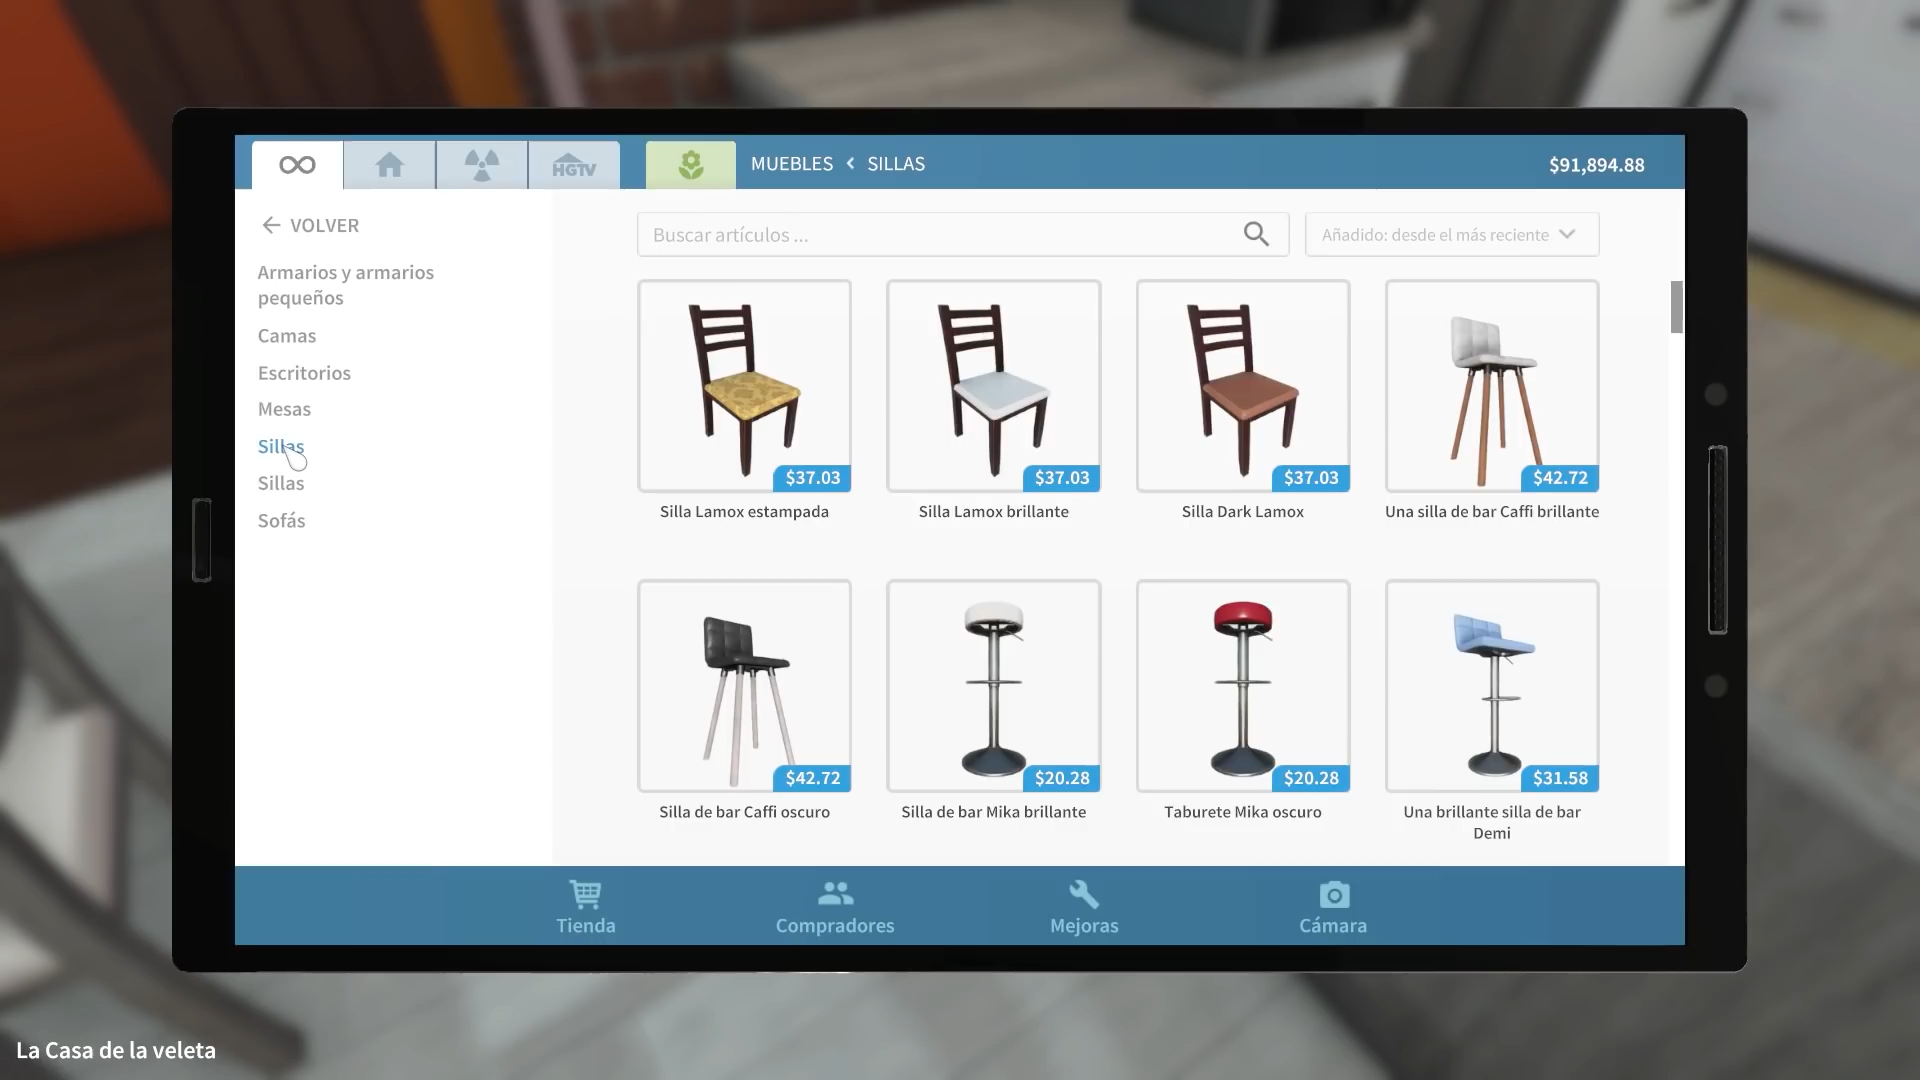 HGTV
MUEBLES < SILLAS
$91,894.88
VOLVER
Armarios y armarios
pequeños
Camas
Escritorios
Mesas
Sillas
Sillas
Sofás
Buscar artículos ...
Añadido: desde el más reciente
$37.03
$37.03
$37.03
$42.72
Silla Lamox estampada
Silla Lamox brillante
Silla Dark Lamox
Una silla de bar Caffi brillante
$42.72
$20.28
$20.28
$31.58
Silla de bar Caffi oscuro
Silla de bar Mika brillante
Taburete Mika oscuro
Una brillante silla de bar
Demi
Tienda
Compradores
Mejoras
Cámara
La Casa de la veleta